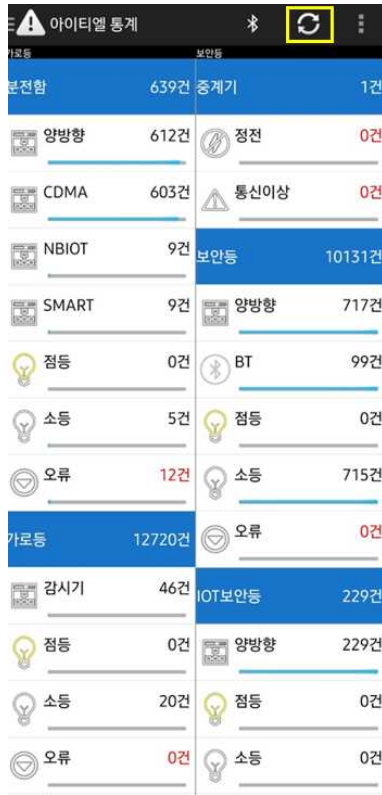 아이티엘 통계
가로등
분전함 639건
양방향 612건
CDMA 603건
NBIOT 9건
SMART 9건
점등 0건
소등 5건
오류 12건
가로등 12720건
감시기 46건
점등 0건
소등 20건
오류 0건
보안등
중계기 1건
정전 0건
통신이상 0건
보안등 10131건
양방향 717건
BT 99건
점등 0건
소등 715건
오류 0건
IOT보안등 229건
양방향 229건
점등 0건
소등 0건